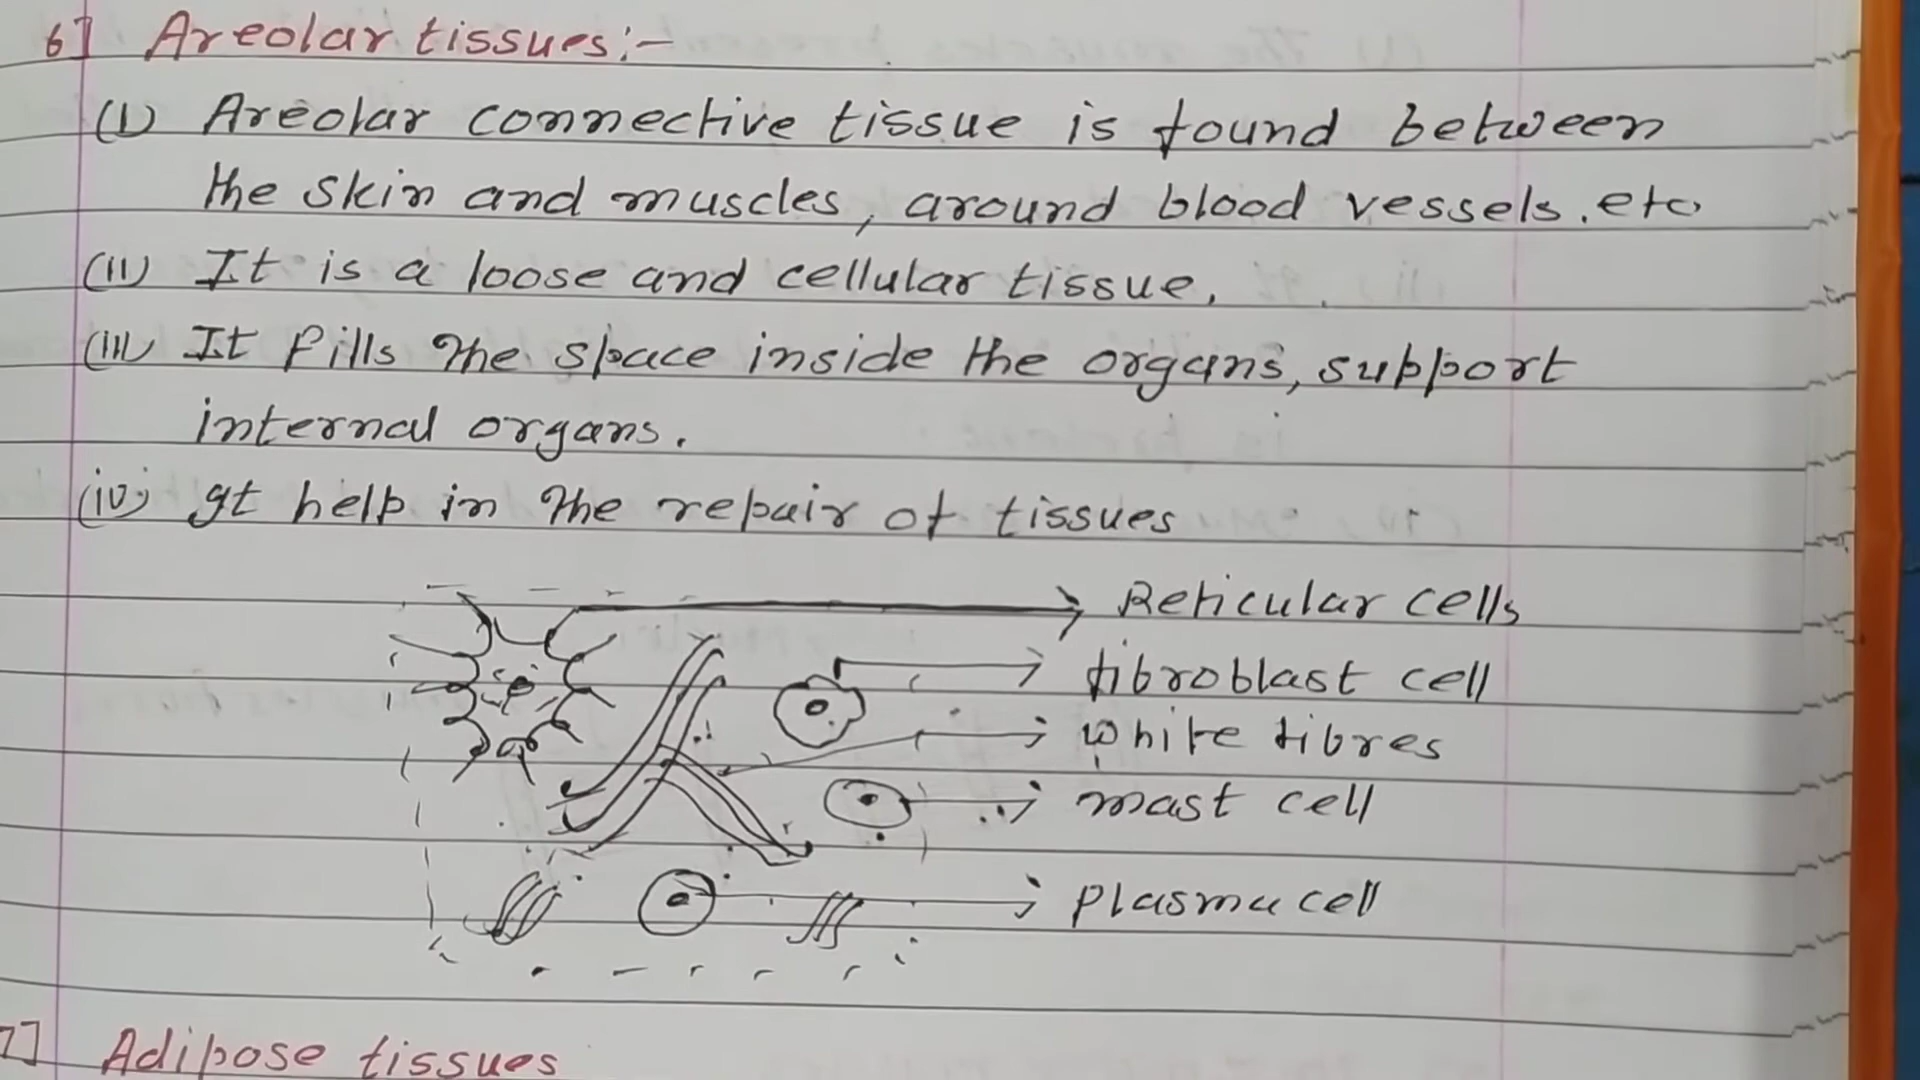 6] Areolar tissues:-
(I) Areolar connective tissue is found between
the skin and muscles, around blood vessels. etc.
(II) It is a loose and cellular tissue.
(III) It fills the space inside the organs, support
internal organs.
(iv) It help in the repair of tissues
Reticular cells
fibroblast cell
White fibres
mast cell
plasma cell
7] Adipose tissues